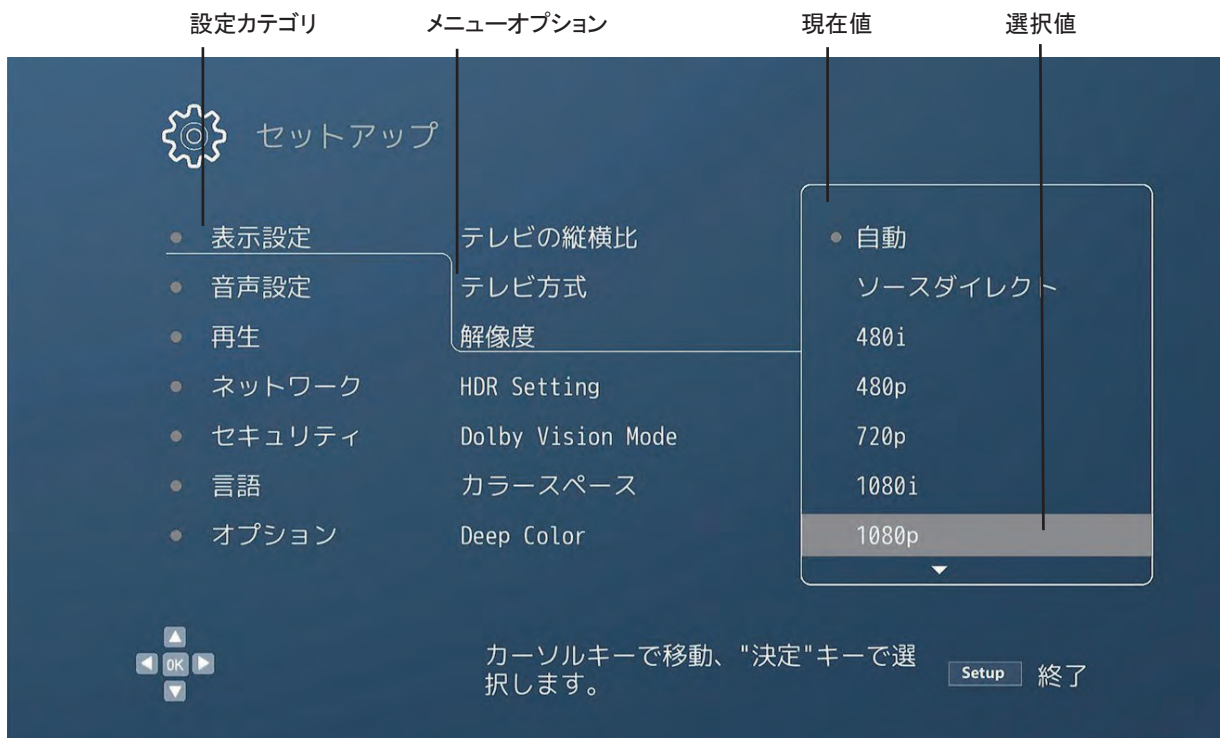 設定カテゴリ
メニューオプション
現在値
選択値
セットアップ
表示設定
音声設定
再生
ネットワーク
セキュリティ
言語
オプション
テレビの縦横比
テレビ方式
解像度
HDR Setting
Dolby Vision Mode
カラースペース
Deep Color
自動
ソースダイレクト
480i
480p
720p
1080i
1080p
OK
カーソルキーで移動、"決定"キーで選
択します。
Setup 終了